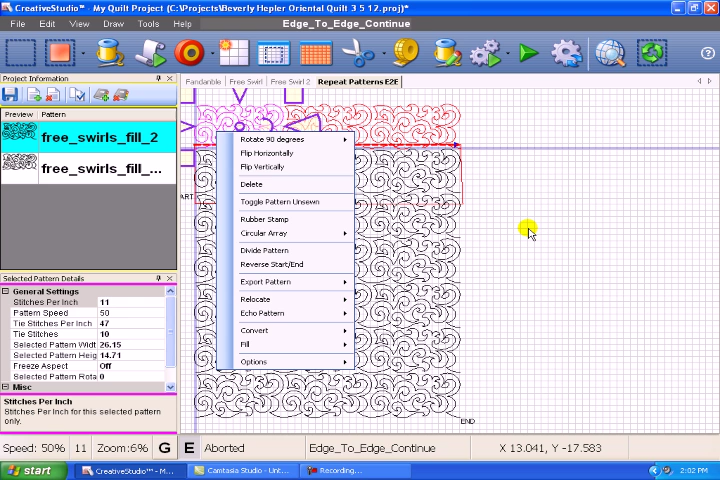 CreativeStudio™ - My Quilt Project (C:\Projects\Beverly Hepler Oriental Quilt 3 5 12.proj)*
File Edit View Draw Tools Help
Edge_To_Edge_Continue
Project Information
Fandanble Free Swirl Free Swirl 2 Repeat Patterns E2E
Preview Pattern
free_swirls_fill_2
free_swirls_fill_...
Rotate 90 degrees
Flip Horizontally
Flip Vertically
Delete
Toggle Pattern Unsewn
Rubber Stamp
Circular Array
Divide Pattern
Reverse Start/End
Export Pattern
Relocate
Echo Pattern
Convert
Fill
Options
ART
END
Selected Pattern Details
General Settings
Stitches Per Inch 11
Pattern Speed 50
Tie Stitches Per Inch 47
Tie Stitches 10
Selected Pattern Widt 26.15
Selected Pattern Heig 14.71
Freeze Aspect Off
Selected Pattern Rota 0
Misc
Stitches Per Inch
Stitches Per Inch for this selected pattern only.
Speed: 50% 11 Zoom:6% G E Aborted Edge_To_Edge_Continue X 13.041, Y -17.583
start CreativeStudio™ - M... Camtasia Studio - Unt... Recording... 2:02 PM